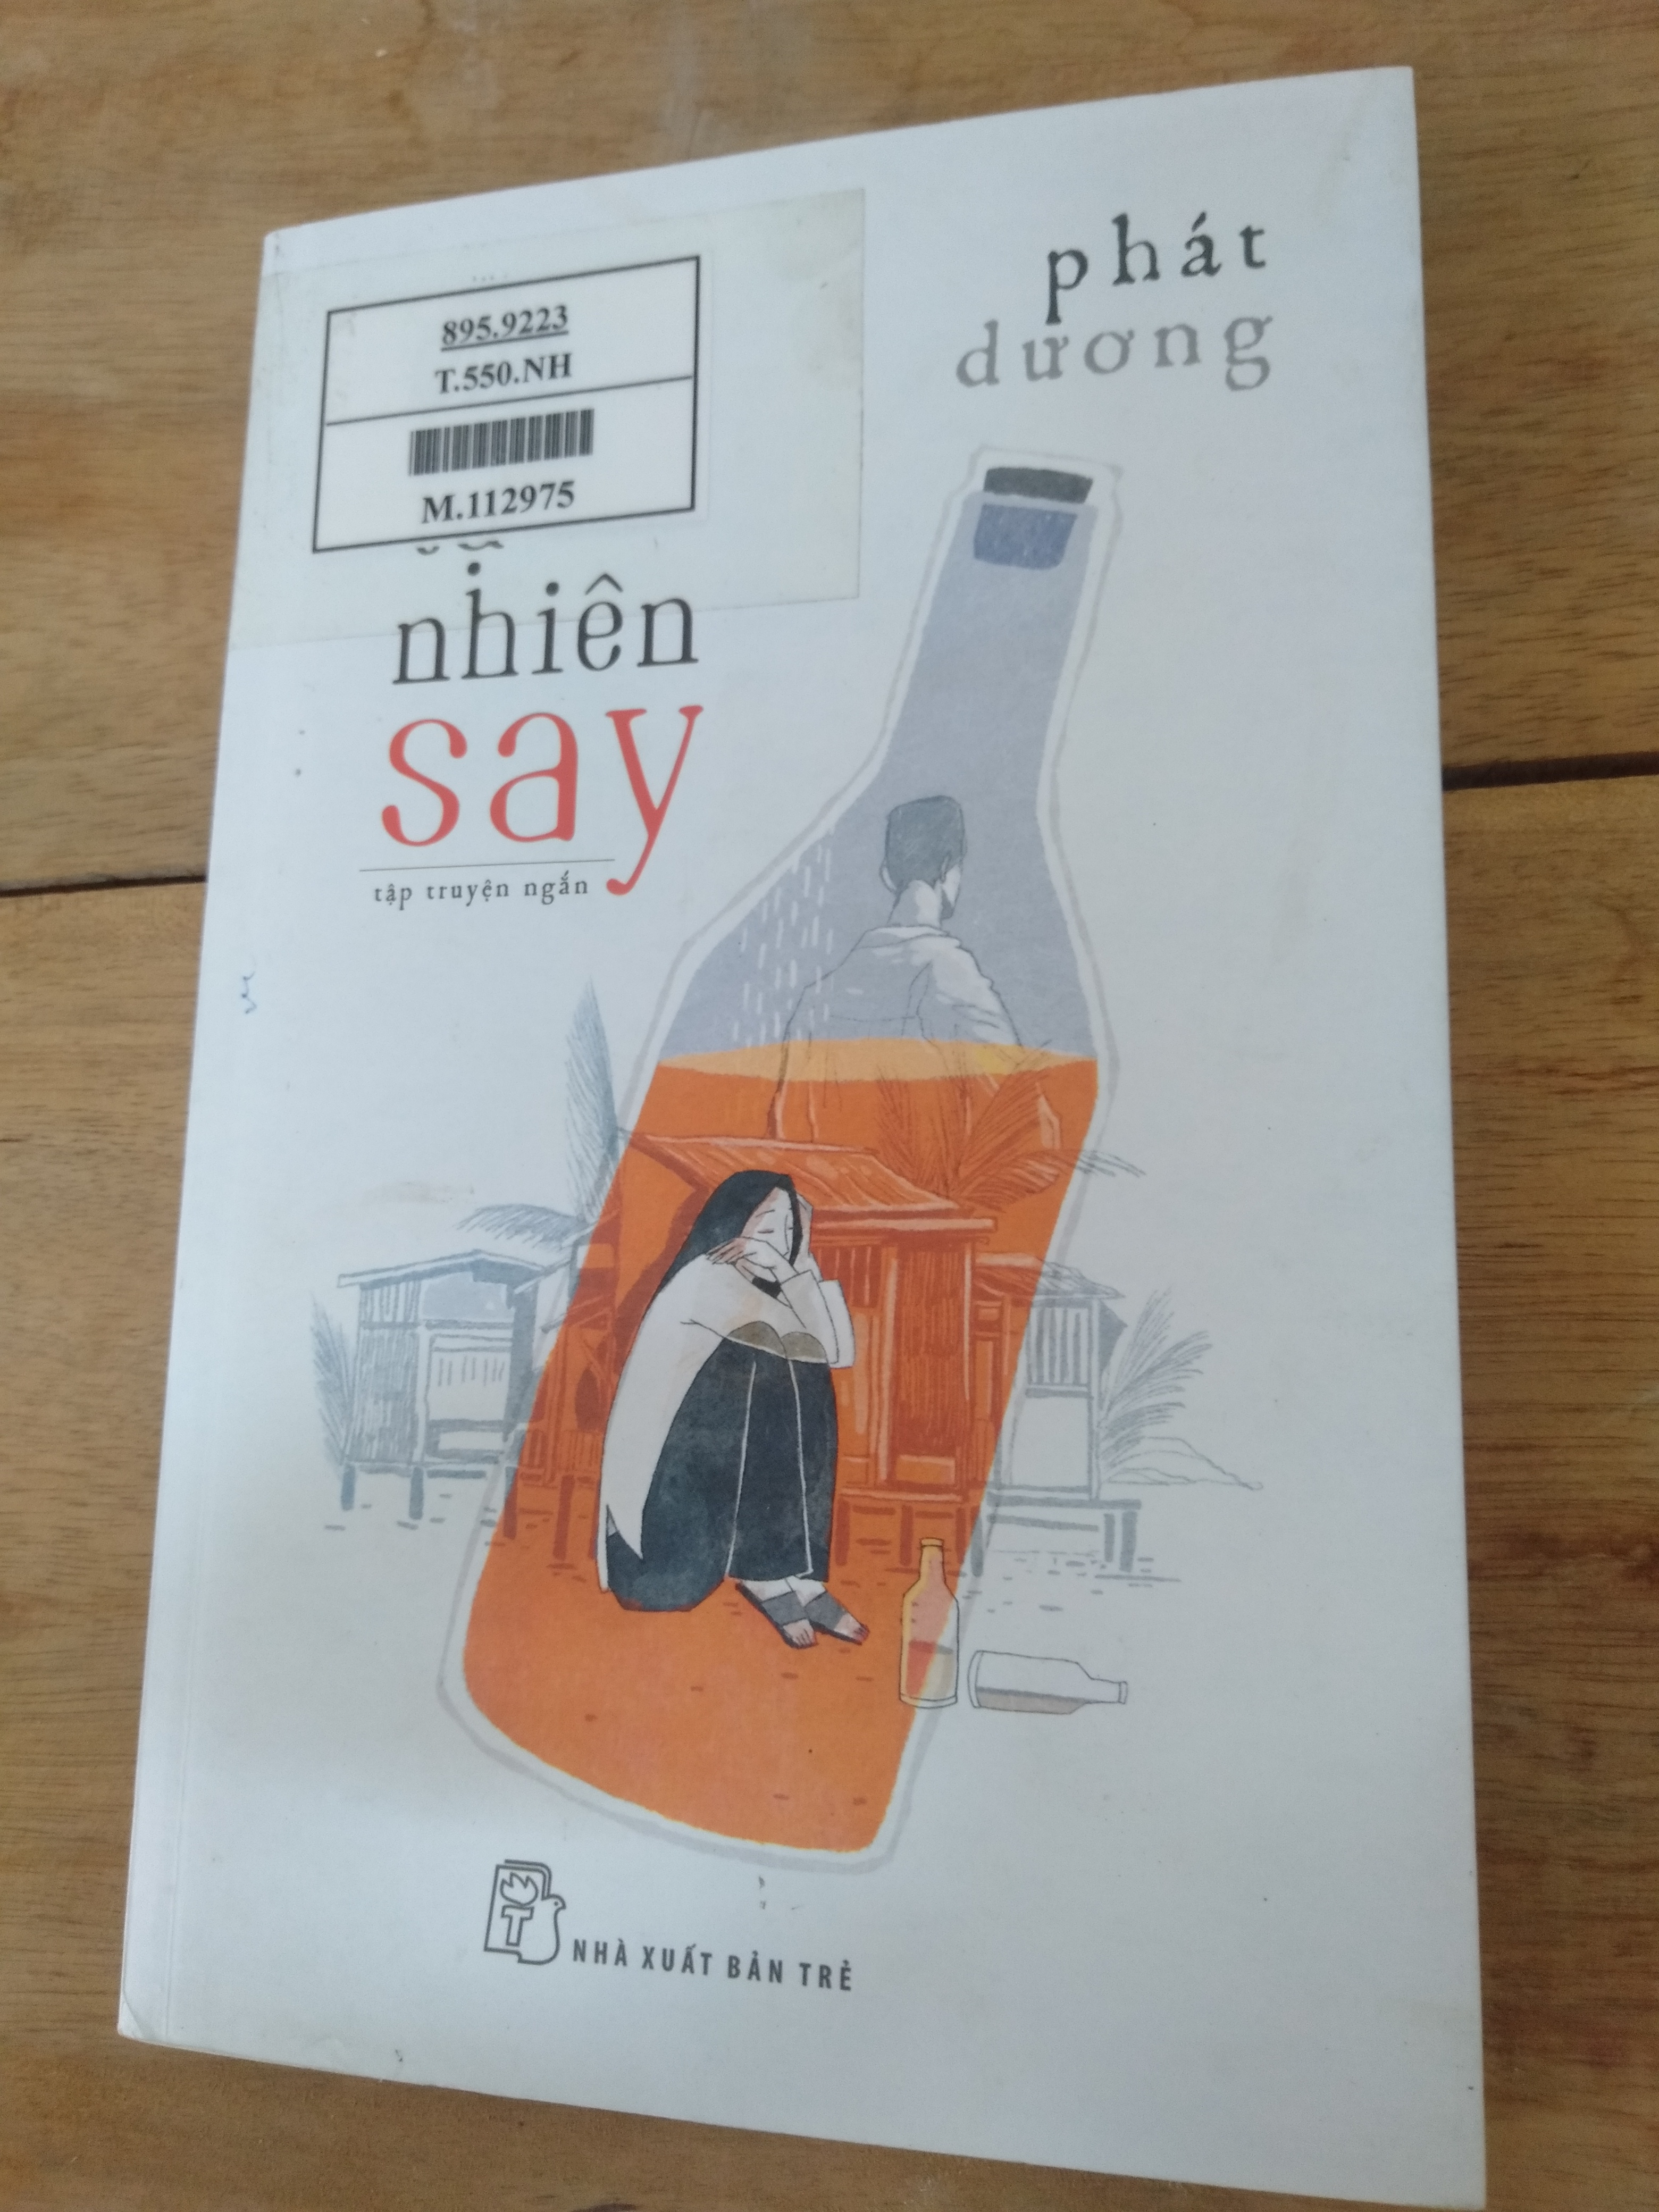 phát
dương
895.9223
T.550.NH
M.112975
nhiên
say
tập truyện ngắn
NHÀ XUẤT BẢN TRẺ